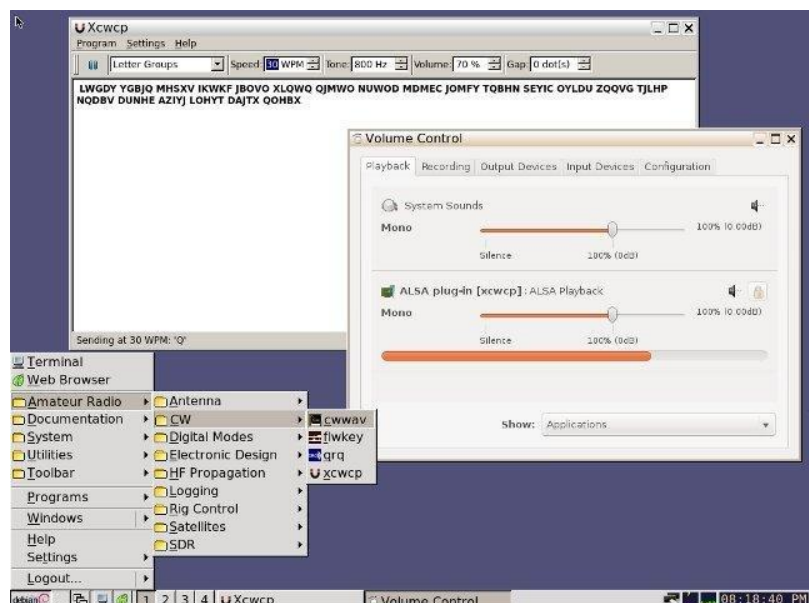 Xcwcp
Program Settings Help
Letter Groups Speed: 30 WPM Tone: 800 Hz Volume: 70 % Gap: 0 dot(s)
LWGDY YGBJQ MHSXV IKWKF JBOVO XLQWQ QJMWO NUWOD MDMEC JOMFY TQBHN SEYIC OYLDU ZQQVG TJLHP
NQDBV DUNHE AZIYJ LOHYT DAJTX QOHBX
Sending at 30 WPM: 'Q'
Volume Control
Playback Recording Output Devices Input Devices Configuration
System Sounds
Mono 100% (0.00dB)
Silence 100% (0dB)
ALSA plug-in [xcwcp]: ALSA Playback
Mono 100% (0.00dB)
Silence 100% (0dB)
Show: Applications
Terminal
Web Browser
Amateur Radio
Documentation
System
Utilities
Toolbar
Programs
Windows
Help
Settings
Logout...
Antenna
CW
Digital Modes
Electronic Design
HF Propagation
Logging
Rig Control
Satellites
SDR
cwwav
flwkey
qrq
xcwcp
debian 1 2 3 4 Xcwcp Volume Control 08:18:40 PM